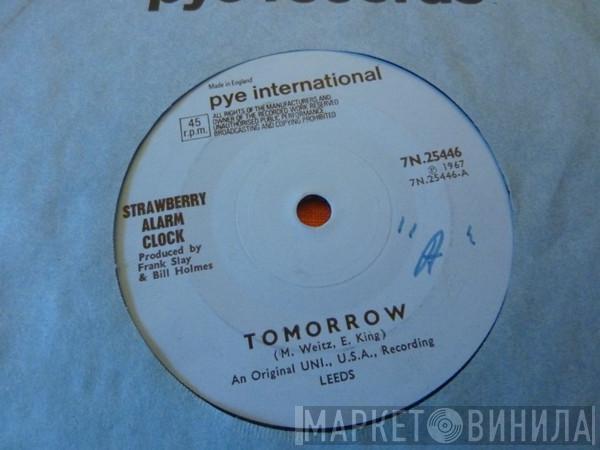 pye records
Made in England
pye international
45
r.p.m.
ALL RIGHTS OF THE MANUFACTURERS AND
OWNER OF THE RECORDED WORK RESERVED
UNAUTHORISED PUBLIC PERFORMANCE
BROADCASTING AND COPYING PROHIBITED
7N.25446
℗ 1967
7N.25446-A
STRAWBERRY
ALARM
CLOCK
Produced by
Frank Slay
& Bill Holmes
"A"
TOMORROW
(M. Weitz, E. King)
An Original UNI., U.S.A., Recording
LEEDS
МАРКЕТ ВИНИЛА